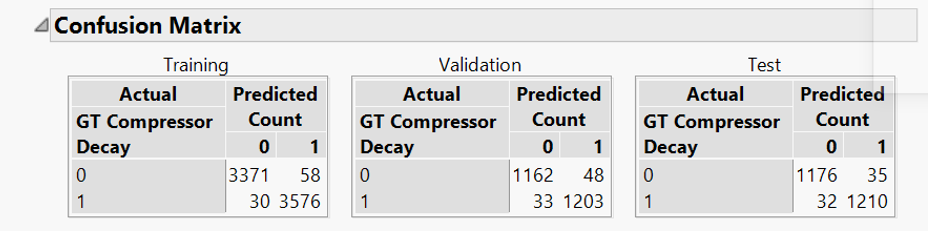 Confusion Matrix
Training Validation Test
Actual Predicted Actual Predicted Actual Predicted
GT Compressor Count GT Compressor Count GT Compressor Count
Decay 0 1 Decay 0 1 Decay 0 1
0 3371 58 0 1162 48 0 1176 35
1 30 3576 1 33 1203 1 32 1210